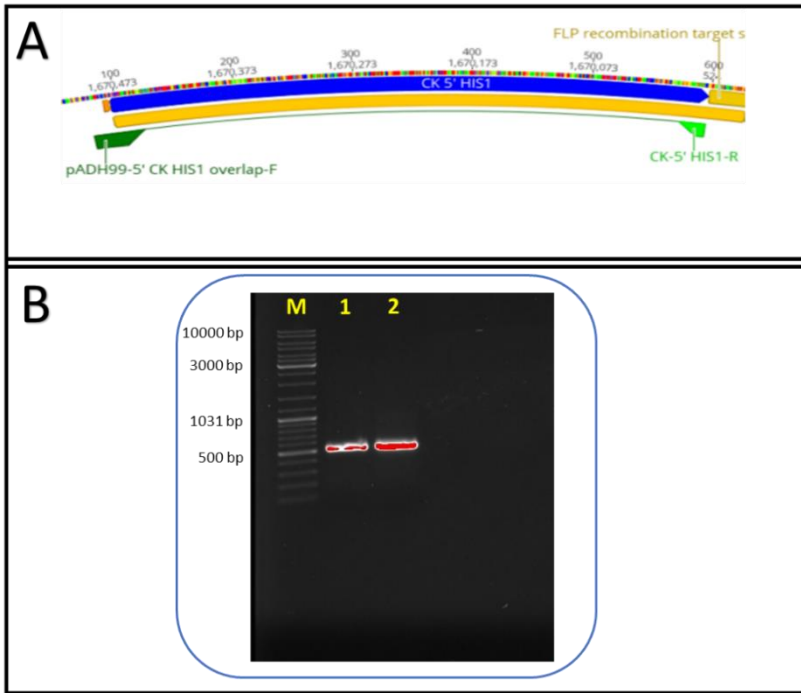 A
FLP recombination target s
100
200
300
400
500
600
1,670,473
1,670,373
1,670,273
1,670,173
1,670,073
52
CK 5' HIS1
CK-5' HIS1-R
pADH99-5' CK HIS1 overlap-F
B
M 1 2
10000 bp
3000 bp
1031 bp
500 bp